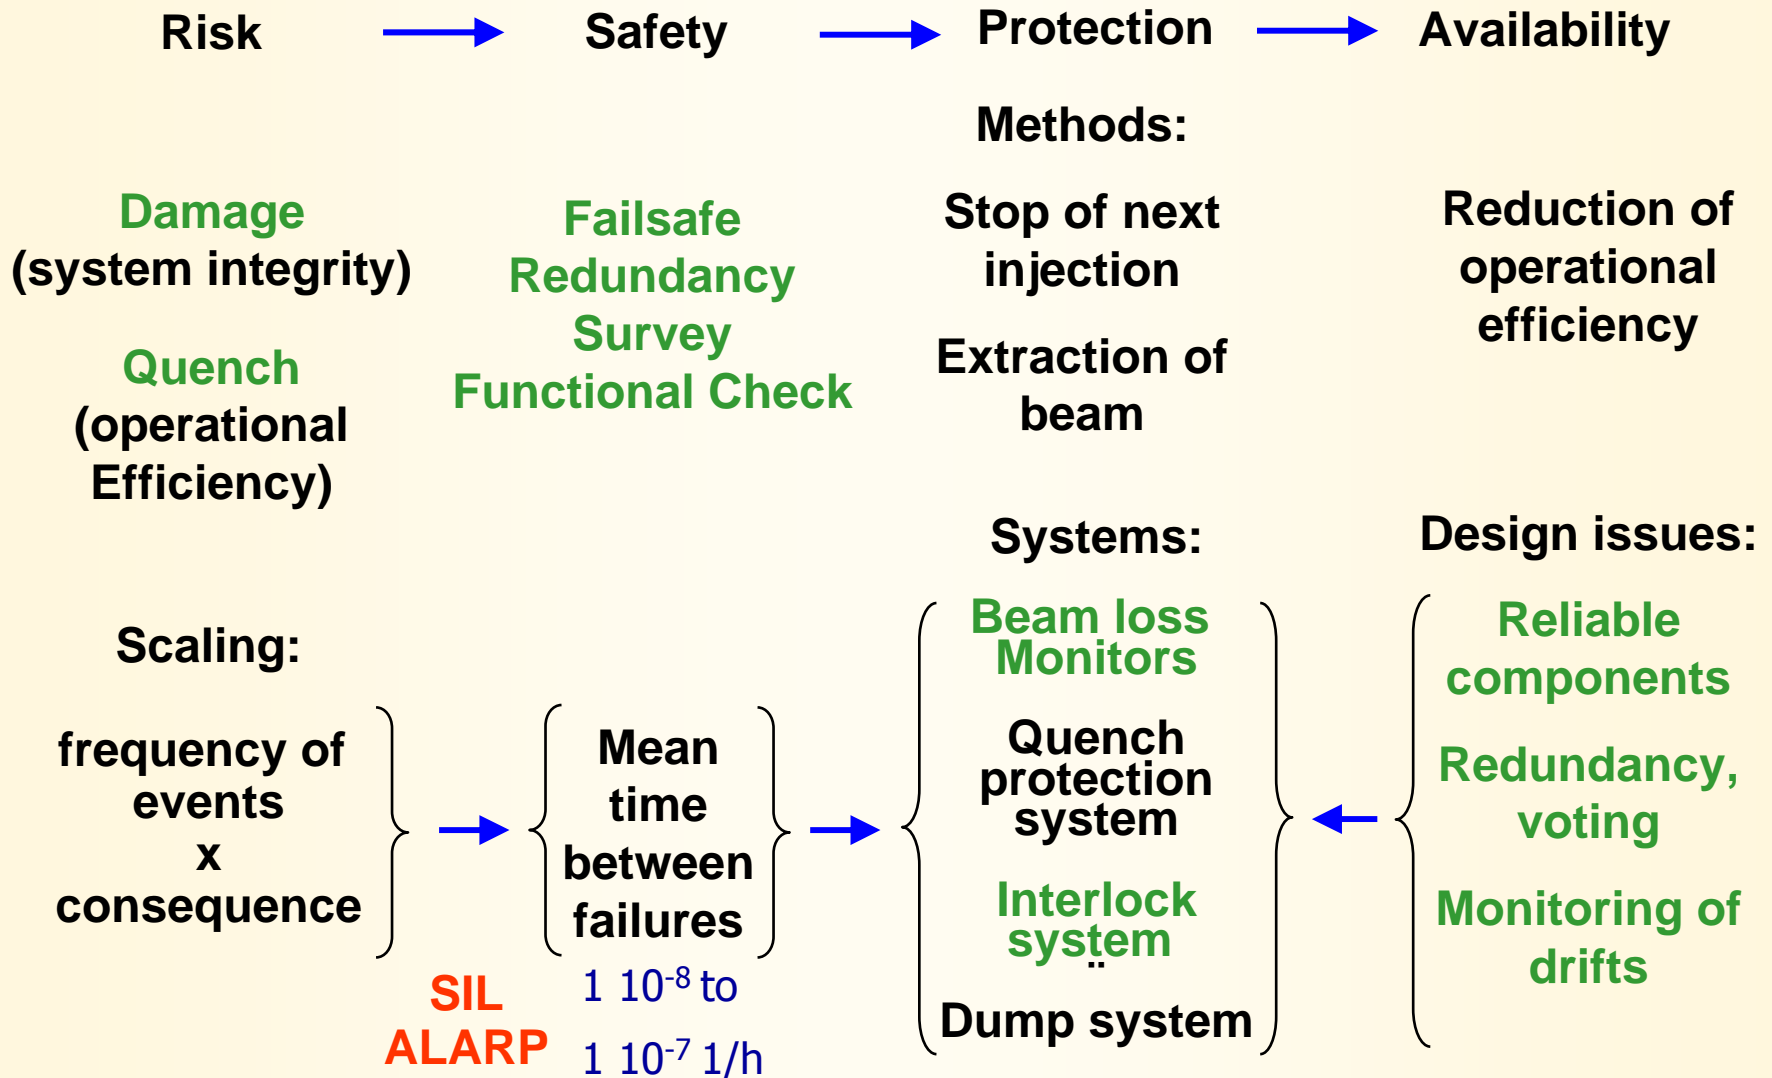 Risk
Safety
Protection
Availability
Methods:
Damage
(system integrity)
Quench
(operational
Efficiency)
Failsafe
Redundancy
Survey
Functional Check
Stop of next
injection
Extraction of
beam
Reduction of
operational
efficiency
Scaling:
frequency of
events
x
consequence
SIL
ALARP
Mean
time
between
failures
1 10⁻⁸ to
1 10⁻⁷ 1/h
Systems:
Beam loss
Monitors
Quench
protection
system
Interlock
system
..
Dump system
Design issues:
Reliable
components
Redundancy,
voting
Monitoring of
drifts